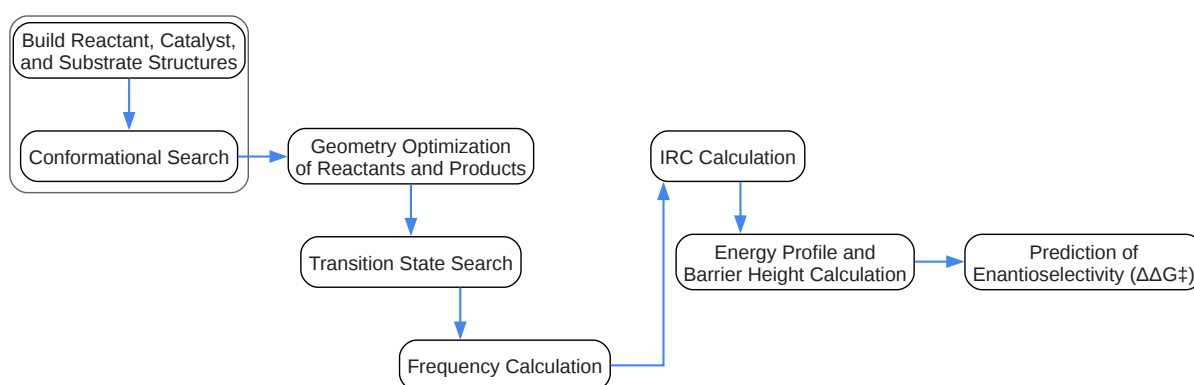 Build Reactant, Catalyst,
and Substrate Structures
Conformational Search
Geometry Optimization
of Reactants and Products
Transition State Search
Frequency Calculation
IRC Calculation
Energy Profile and
Barrier Height Calculation
Prediction of
Enantioselectivity (ΔΔG‡)